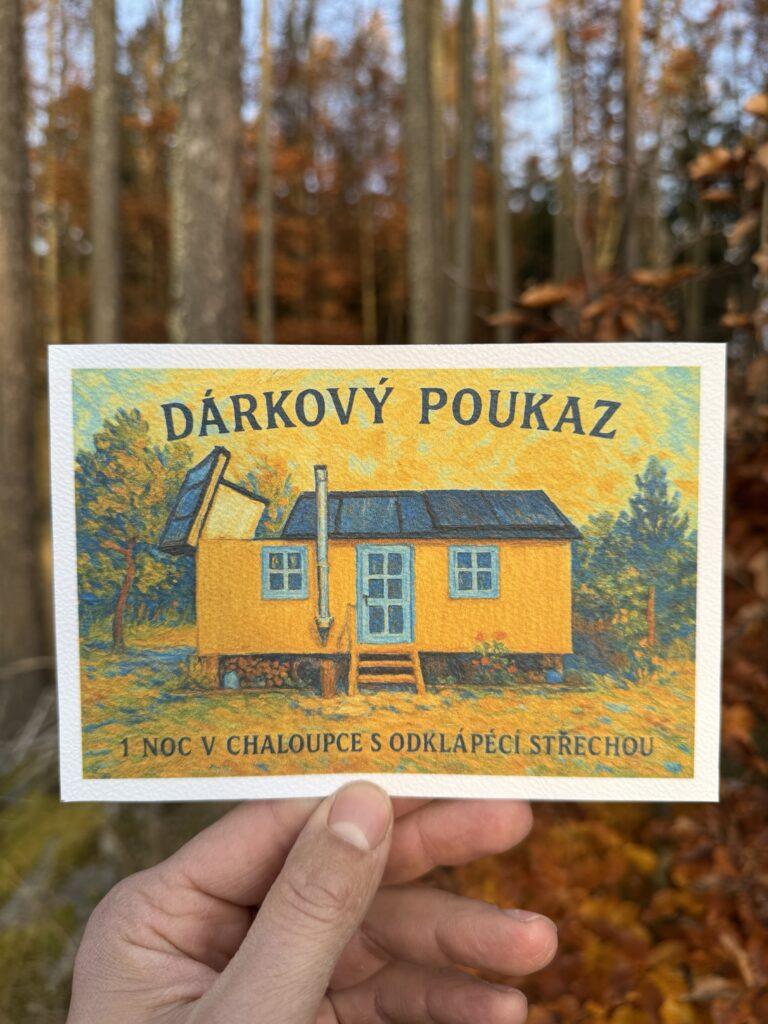 DÁRKOVÝ POUKAZ
1 NOC V CHALOUPCE S ODKLÁPĚCÍ STŘECHOU